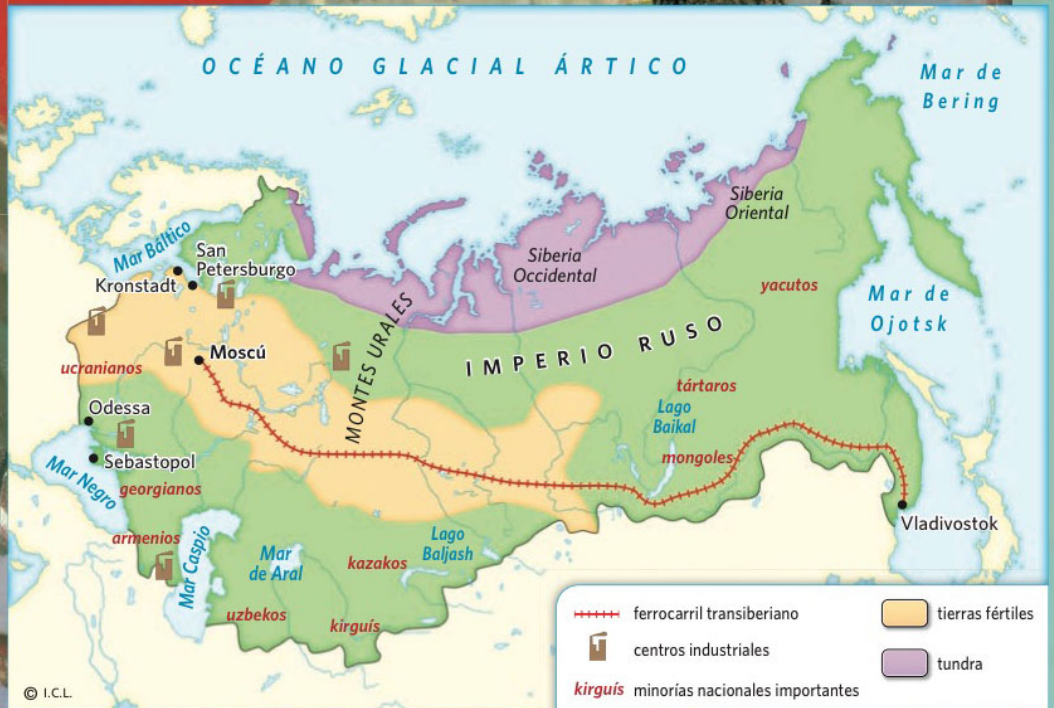 OCÉANO GLACIAL ÁRTICO
Mar de
Bering
Siberia
Oriental
Siberia
Occidental
Mar Báltico
San
Petersburgo
Kronstadt
yacutos
Mar de
Ojotsk
MONTES URALES
IMPERIO RUSO
Moscú
ucranianos
tártaros
Lago
Baikal
Odessa
mongoles
Sebastopol
Mar Negro
georgianos
Vladivostok
armenios
Mar Caspio
Mar
de Aral
kazakos
Lago
Baljash
uzbekos
kirguís
ferrocarril transiberiano
centros industriales
kirguís minorías nacionales importantes
tierras fértiles
tundra
© I.C.L.